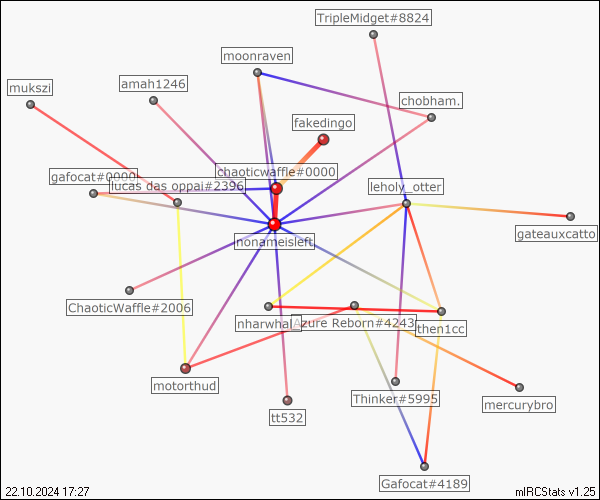 TripleMidget#8824
moonraven
mukszi
amah1246
chobham.
fakedingo
chaoticwaffle#0000
gafocat#0000
lucas das oppai#2396
leholy_otter
gateauxcatto
nonameisleft
ChaoticWaffle#2006
nharwhal
Azure Reborn#4243
then1cc
motorthud
Thinker#5995
mercurybro
tt532
Gafocat#4189
22.10.2024 17:27
mIRCStats v1.25